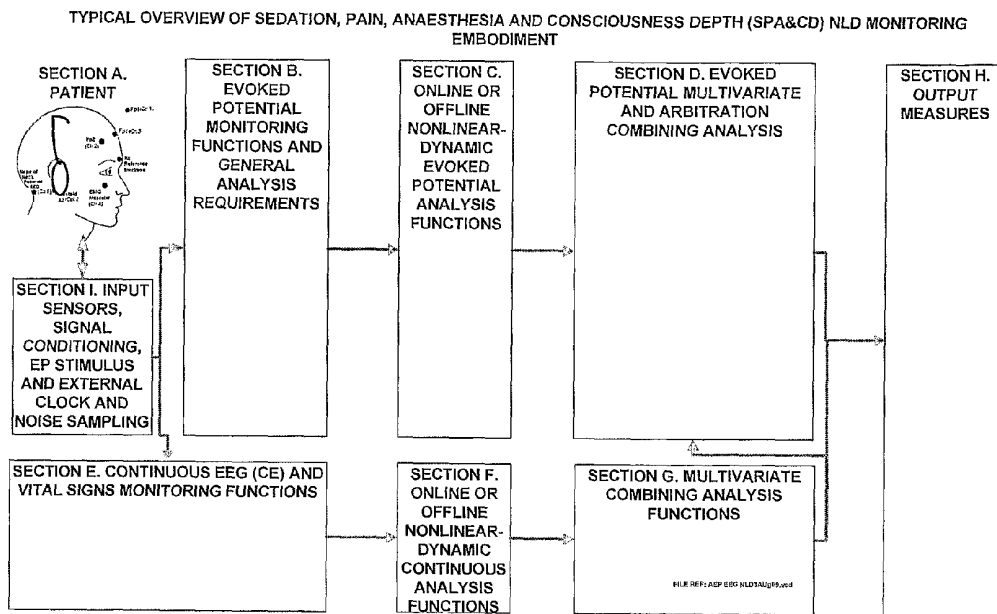 TYPICAL OVERVIEW OF SEDATION, PAIN, ANAESTHESIA AND CONSCIOUSNESS DEPTH (SPA&CD) NLD MONITORING
EMBODIMENT
SECTION A.
PATIENT
SECTION I. INPUT
SENSORS,
SIGNAL
CONDITIONING,
EP STIMULUS
AND EXTERNAL
CLOCK AND
NOISE SAMPLING
SECTION B.
EVOKED
POTENTIAL
MONITORING
FUNCTIONS AND
GENERAL
ANALYSIS
REQUIREMENTS
SECTION C.
ONLINE OR
OFFLINE
NONLINEAR-
DYNAMIC
EVOKED
POTENTIAL
ANALYSIS
FUNCTIONS
SECTION D. EVOKED
POTENTIAL MULTIVARIATE
AND ARBITRATION
COMBINING ANALYSIS
SECTION H.
OUTPUT
MEASURES
SECTION E. CONTINUOUS EEG (CE) AND
VITAL SIGNS MONITORING FUNCTIONS
SECTION F.
ONLINE OR
OFFLINE
NONLINEAR-
DYNAMIC
CONTINUOUS
ANALYSIS
FUNCTIONS
SECTION G. MULTIVARIATE
COMBINING ANALYSIS
FUNCTIONS